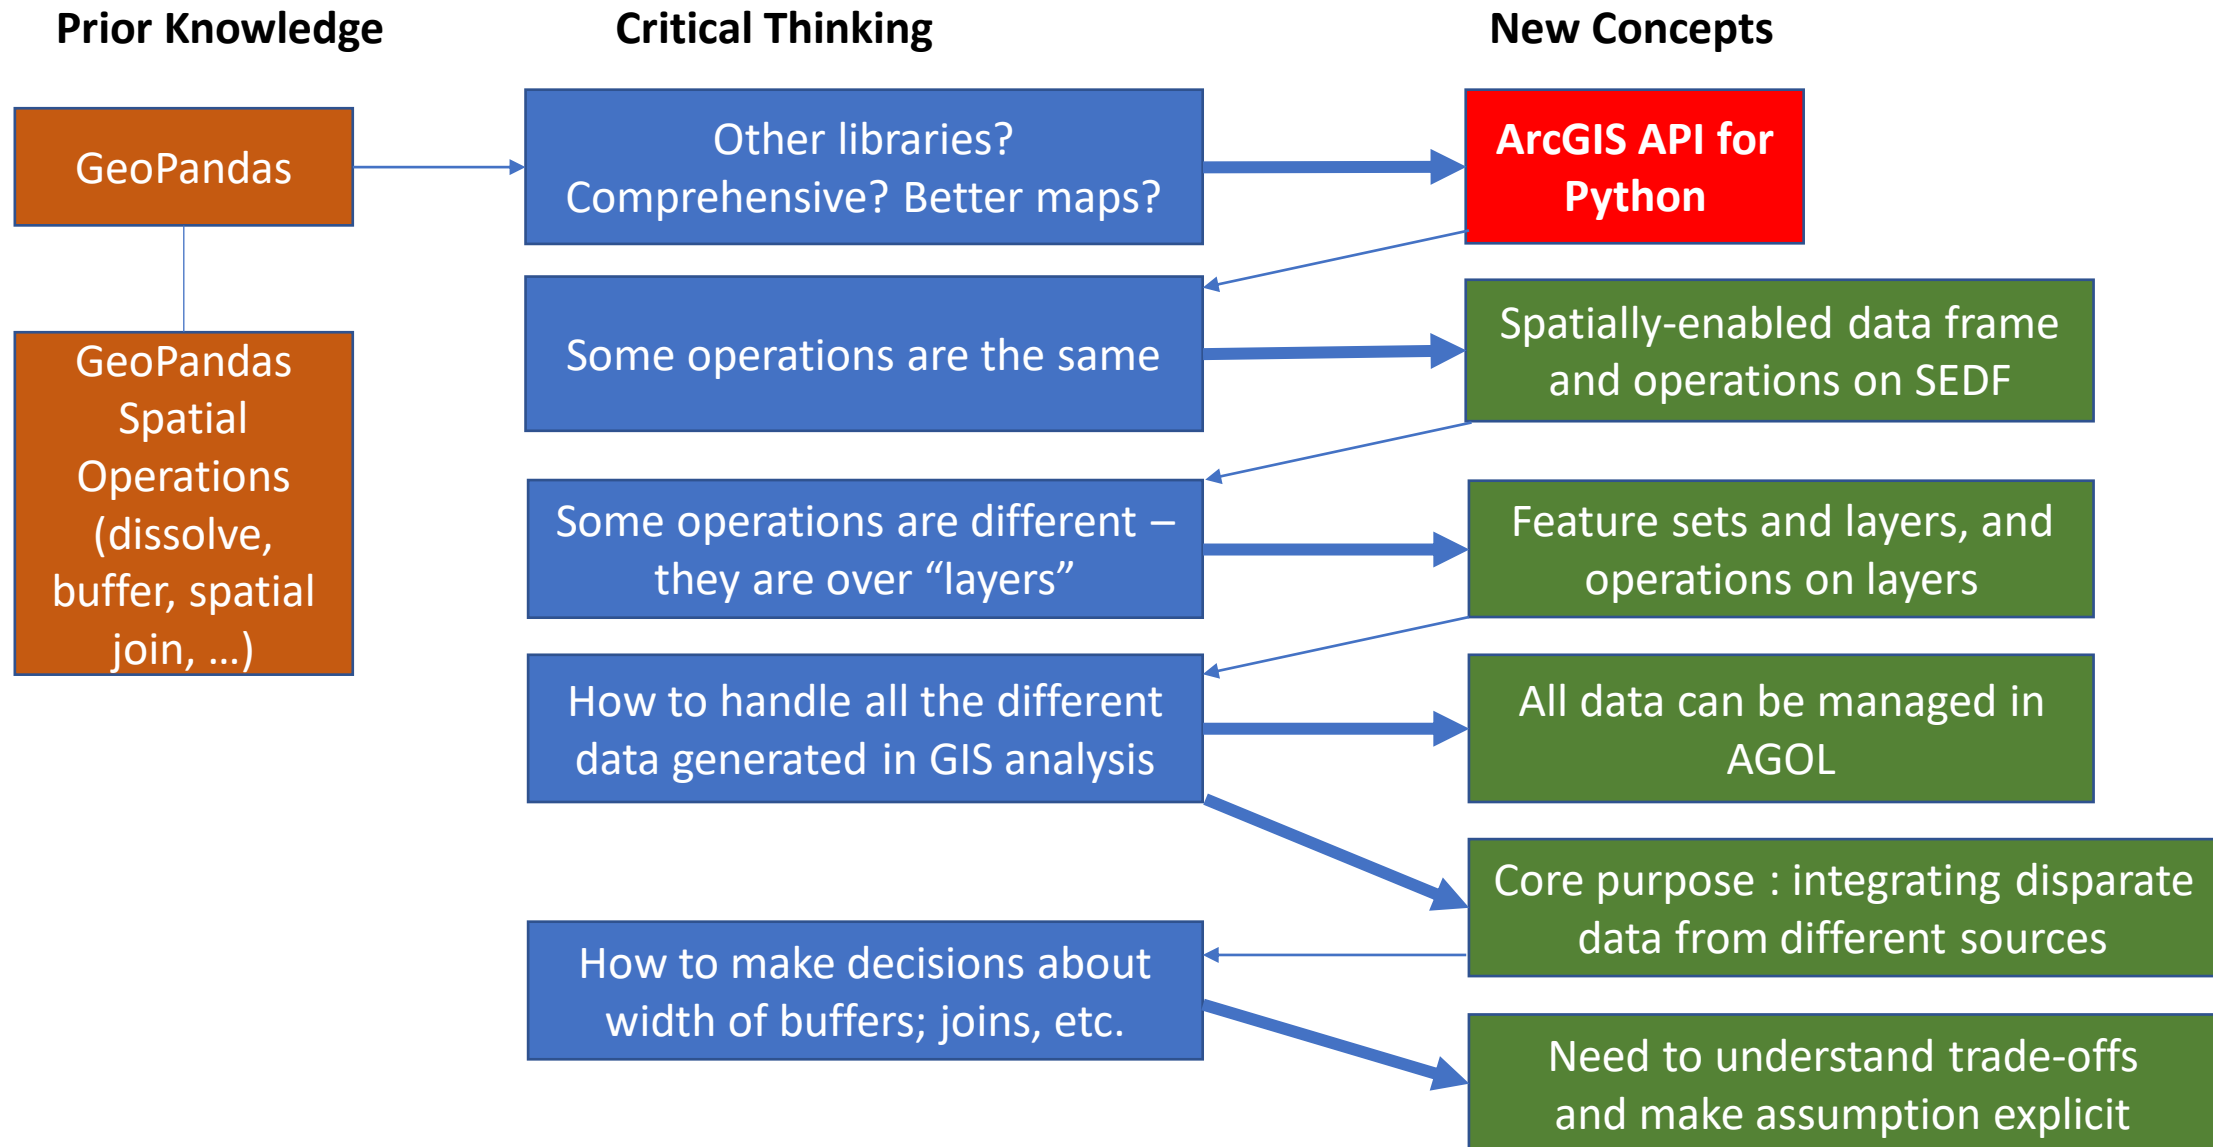 Prior Knowledge
Critical Thinking
New Concepts
GeoPandas
Other libraries?
Comprehensive? Better maps?
ArcGIS API for
Python
GeoPandas
Spatial
Operations
(dissolve,
buffer, spatial
join, …)
Some operations are the same
Spatially-enabled data frame
and operations on SEDF
Some operations are different –
they are over “layers”
Feature sets and layers, and
operations on layers
How to handle all the different
data generated in GIS analysis
All data can be managed in
AGOL
Core purpose : integrating disparate
data from different sources
How to make decisions about
width of buffers; joins, etc.
Need to understand trade-offs
and make assumption explicit